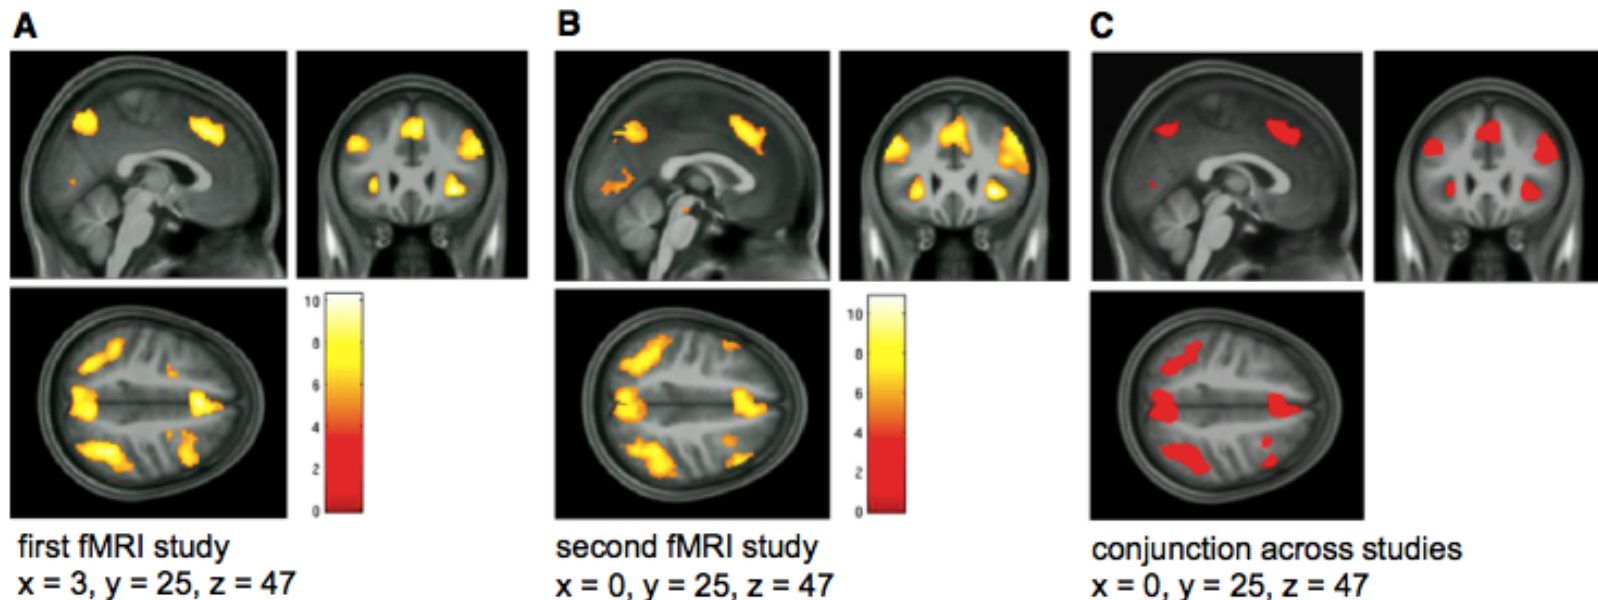 A
B
C
10
8
6
4
2
0
10
8
6
4
2
0
first fMRI study
x = 3, y = 25, z = 47
second fMRI study
x = 0, y = 25, z = 47
conjunction across studies
x = 0, y = 25, z = 47